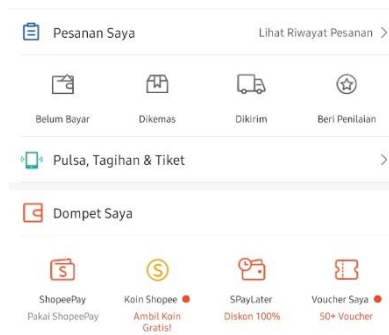 Pesanan Saya Lihat Riwayat Pesanan >
Belum Bayar Dikemas Dikirim Beri Penilaian
Pulsa, Tagihan & Tiket >
Dompet Saya
S S
ShopeePay Koin Shopee SPayLater Voucher Saya
Pakai ShopeePay Ambil Koin Diskon 100% 50+ Voucher
Gratis!